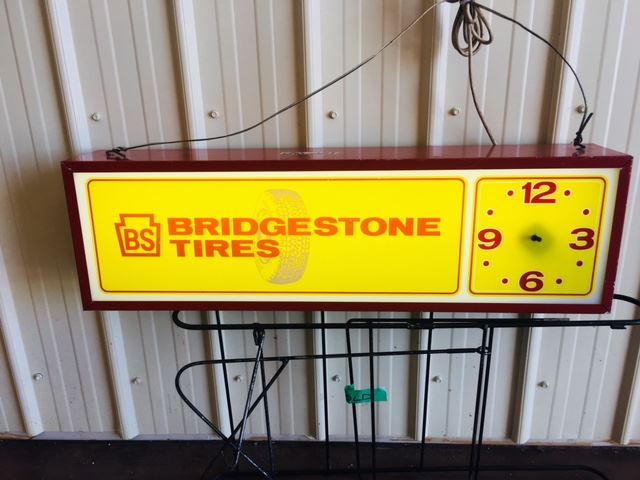 BS
BRIDGESTONE
TIRES
12
9 3
6